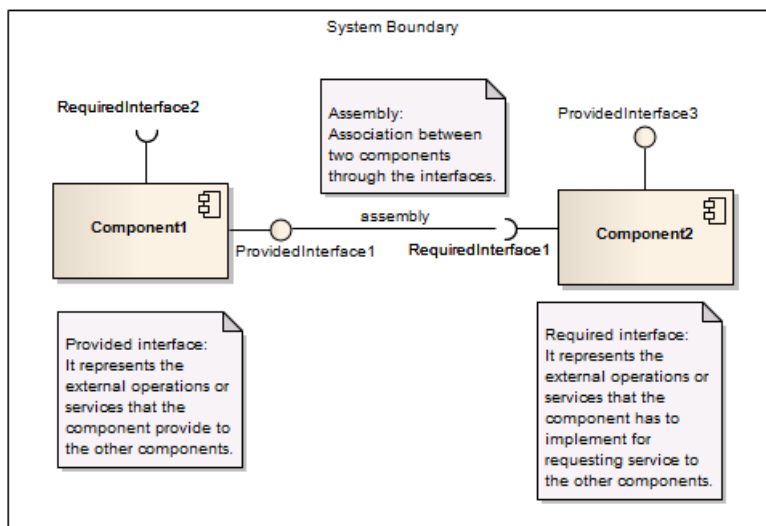 System Boundary
RequiredInterface2
Assembly:
Association between
two components
through the interfaces.
ProvidedInterface3
Component1
assembly
ProvidedInterface1
RequiredInterface1
Component2
Provided interface:
It represents the
external operations or
services that the
component provide to
the other components.
Required interface:
It represents the
external operations or
services that the
component has to
implement for
requesting service to
the other components.